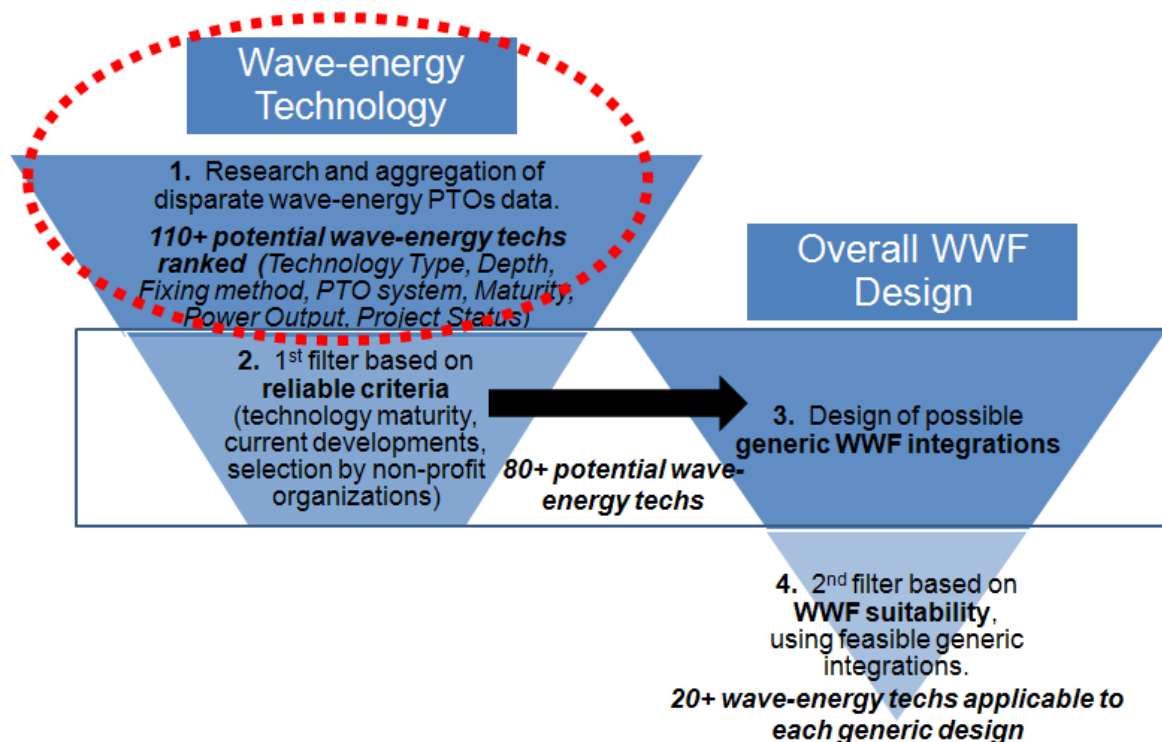 Wave-energy
Technology
1. Research and aggregation of
disparate wave-energy PTOs data.
110+ potential wave-energy techs
ranked (Technology Type, Depth,
Fixing method, PTO system, Maturity,
Power Output, Project Status)
2. 1st filter based on
reliable criteria
(technology maturity,
current developments,
selection by non-profit
organizations)
80+ potential wave-
energy techs
Overall WWF
Design
3. Design of possible
generic WWF integrations
4. 2nd filter based on
WWF suitability,
using feasible generic
integrations.
20+ wave-energy techs applicable to
each generic design